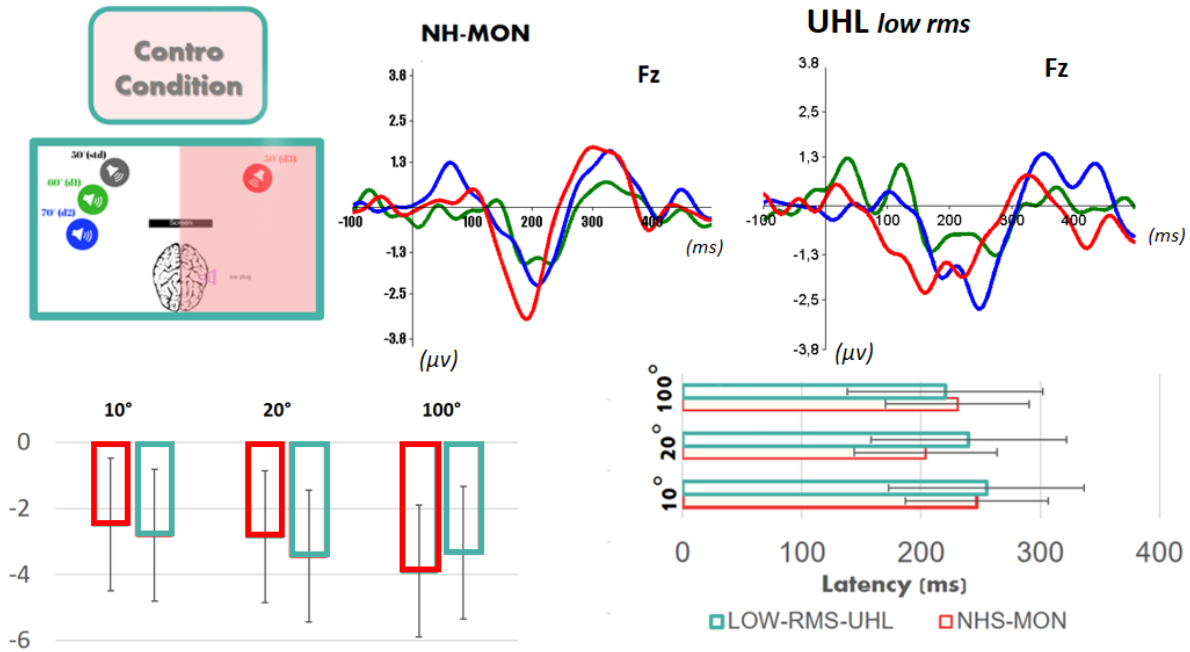 Contro
Condition
50°(std)
60° (d1)
70°(d2)
50°(d3)
Screen
ear plug
NH-MON
Fz
3.8
2.5
1.3
-100
100
200
300
400
(ms)
-1.3
-2.5
-3.8
(μv)
UHL low rms
Fz
3.8
2.5
1.3
-100
100
200
300
400
(ms)
-1.3
-2.5
-3.8
(μv)
10°
20°
100°
0
-2
-4
-6
100°
20°
10°
0
100
200
300
400
Latency (ms)
LOW-RMS-UHL
NHS-MON